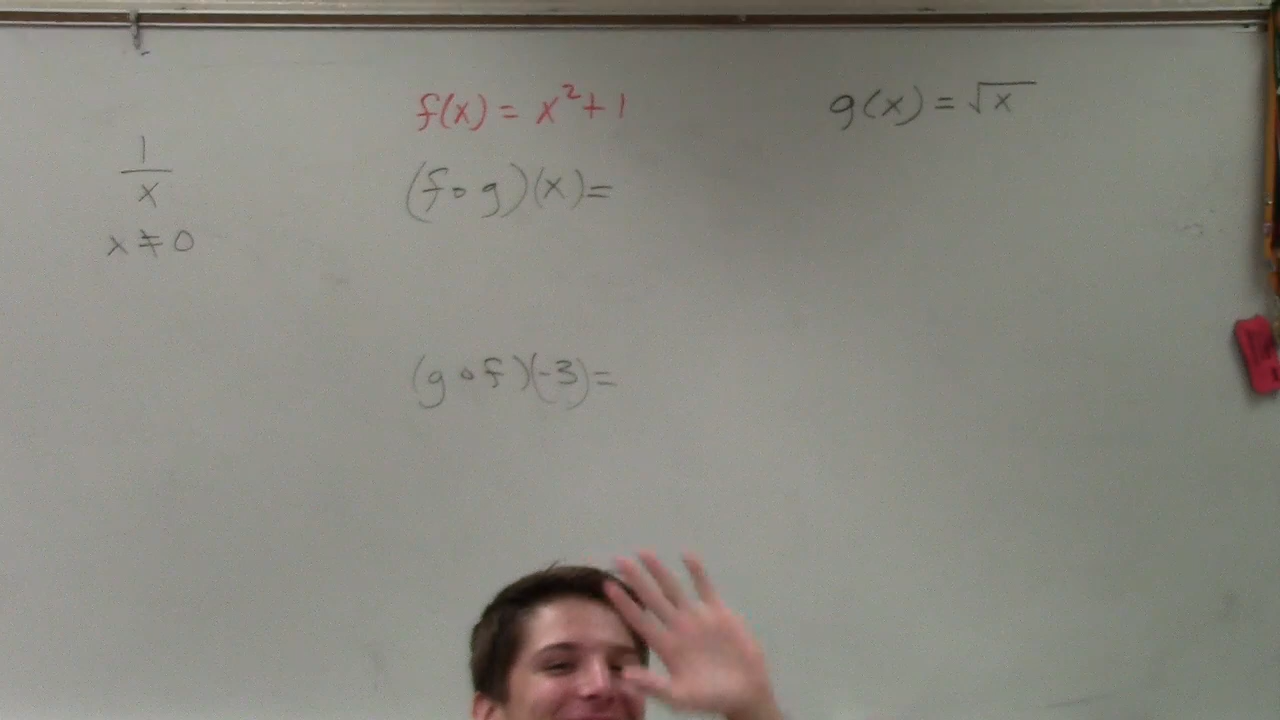 f(x) = x²+1
g(x) = √x
1/x
x ≠ 0
(f∘g)(x)=
(g∘f)(-3)=